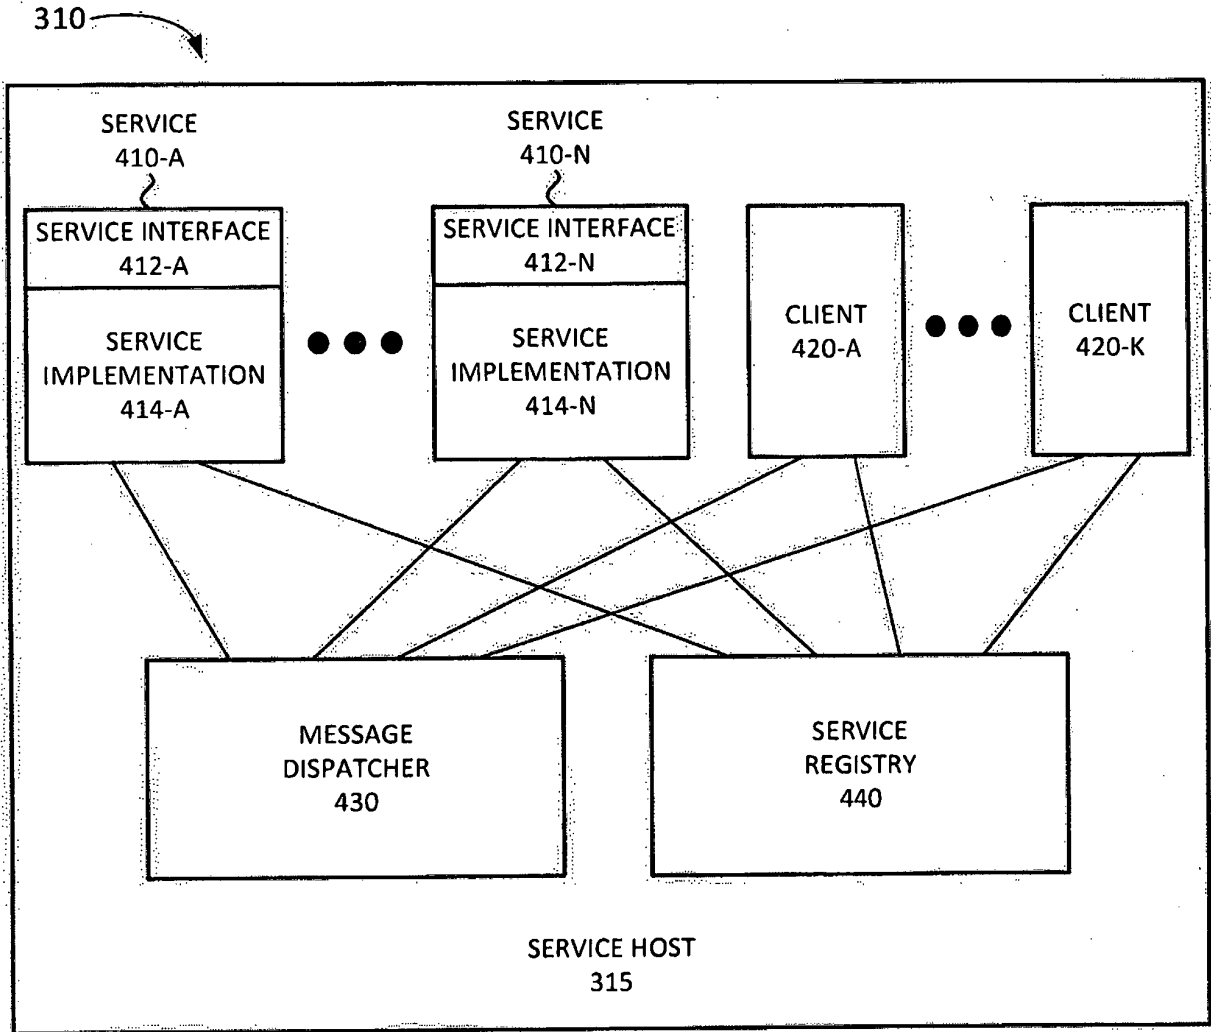 310
SERVICE
410-A
SERVICE
410-N
SERVICE INTERFACE
412-A
SERVICE INTERFACE
412-N
SERVICE
IMPLEMENTATION
414-A
SERVICE
IMPLEMENTATION
414-N
CLIENT
420-A
CLIENT
420-K
MESSAGE
DISPATCHER
430
SERVICE
REGISTRY
440
SERVICE HOST
315